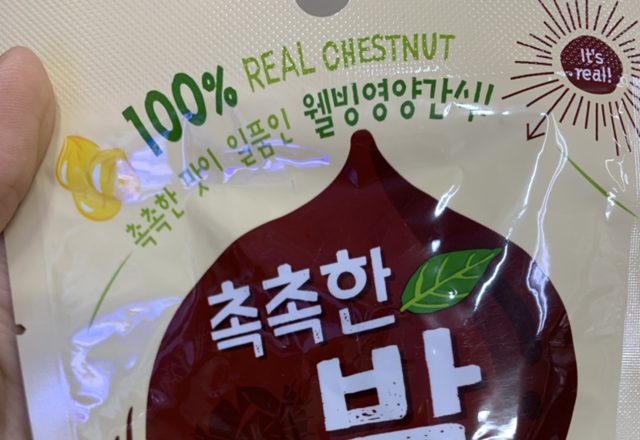 100% REAL CHESTNUT
촉촉한 맛이 일품인 웰빙영양간식!
It's
real!
촉촉한
밤